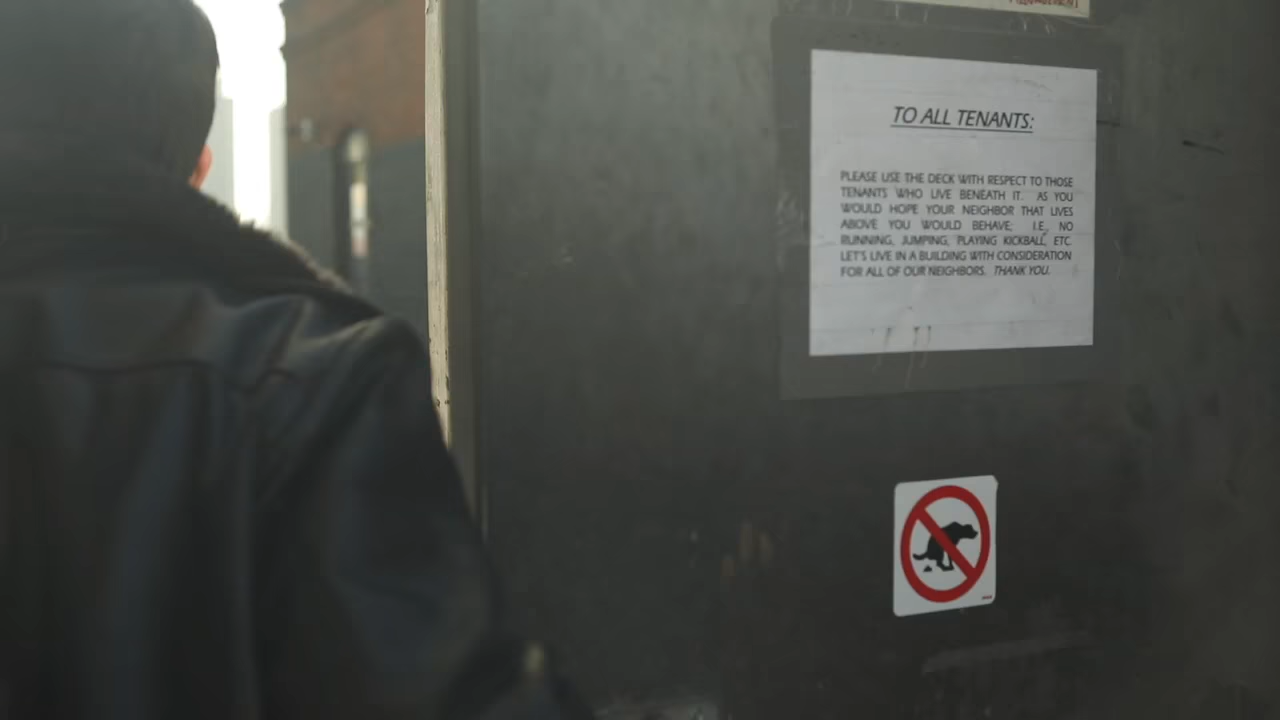 TO ALL TENANTS:
PLEASE USE THE DECK WITH RESPECT TO THOSE
TENANTS WHO LIVE BENEATH IT. AS YOU
WOULD HOPE YOUR NEIGHBOR THAT LIVES
ABOVE YOU WOULD BEHAVE; I.E., NO
RUNNING, JUMPING, PLAYING KICKBALL, ETC.
LET'S LIVE IN A BUILDING WITH CONSIDERATION
FOR ALL OF OUR NEIGHBORS. THANK YOU.